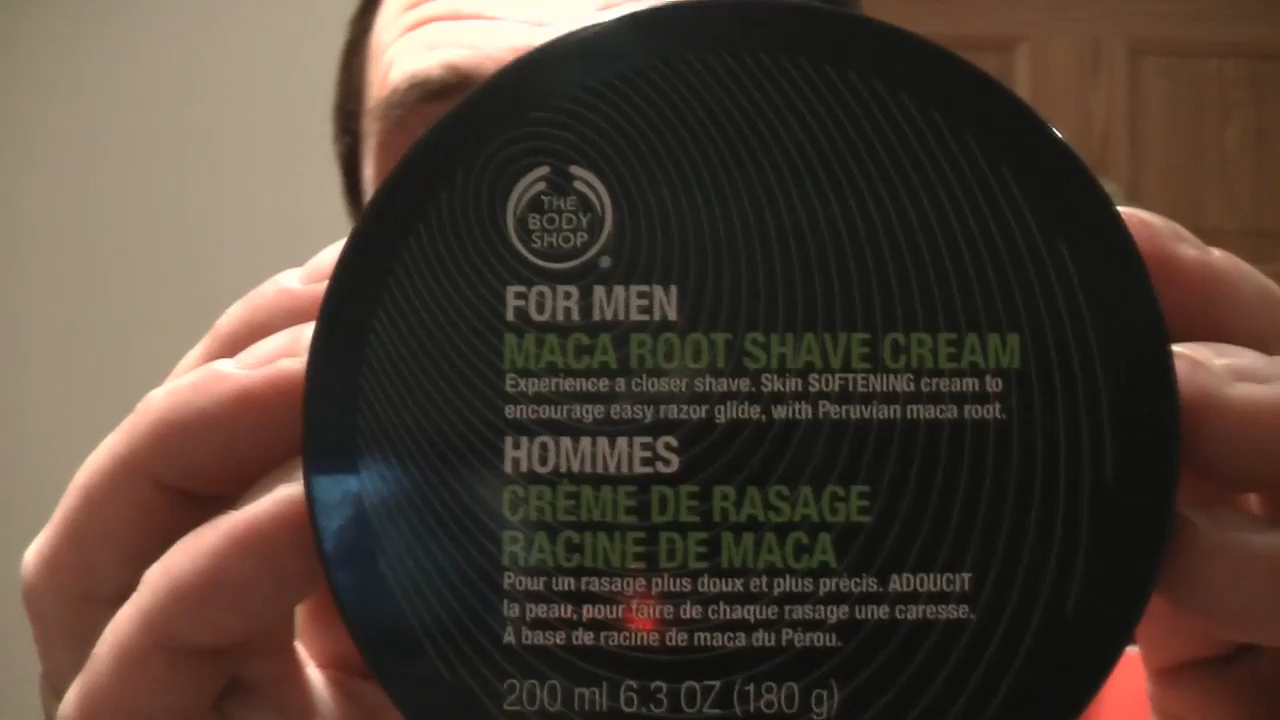 THE
BODY
SHOP
®
FOR MEN
MACA ROOT SHAVE CREAM
Experience a closer shave. Skin SOFTENING cream to
encourage easy razor glide, with Peruvian maca root.
HOMMES
CRÈME DE RASAGE
RACINE DE MACA
Pour un rasage plus doux et plus précis. ADOUCIT
la peau, pour faire de chaque rasage une caresse.
À base de racine de maca du Pérou.
200 ml 6.3 OZ (180 g)